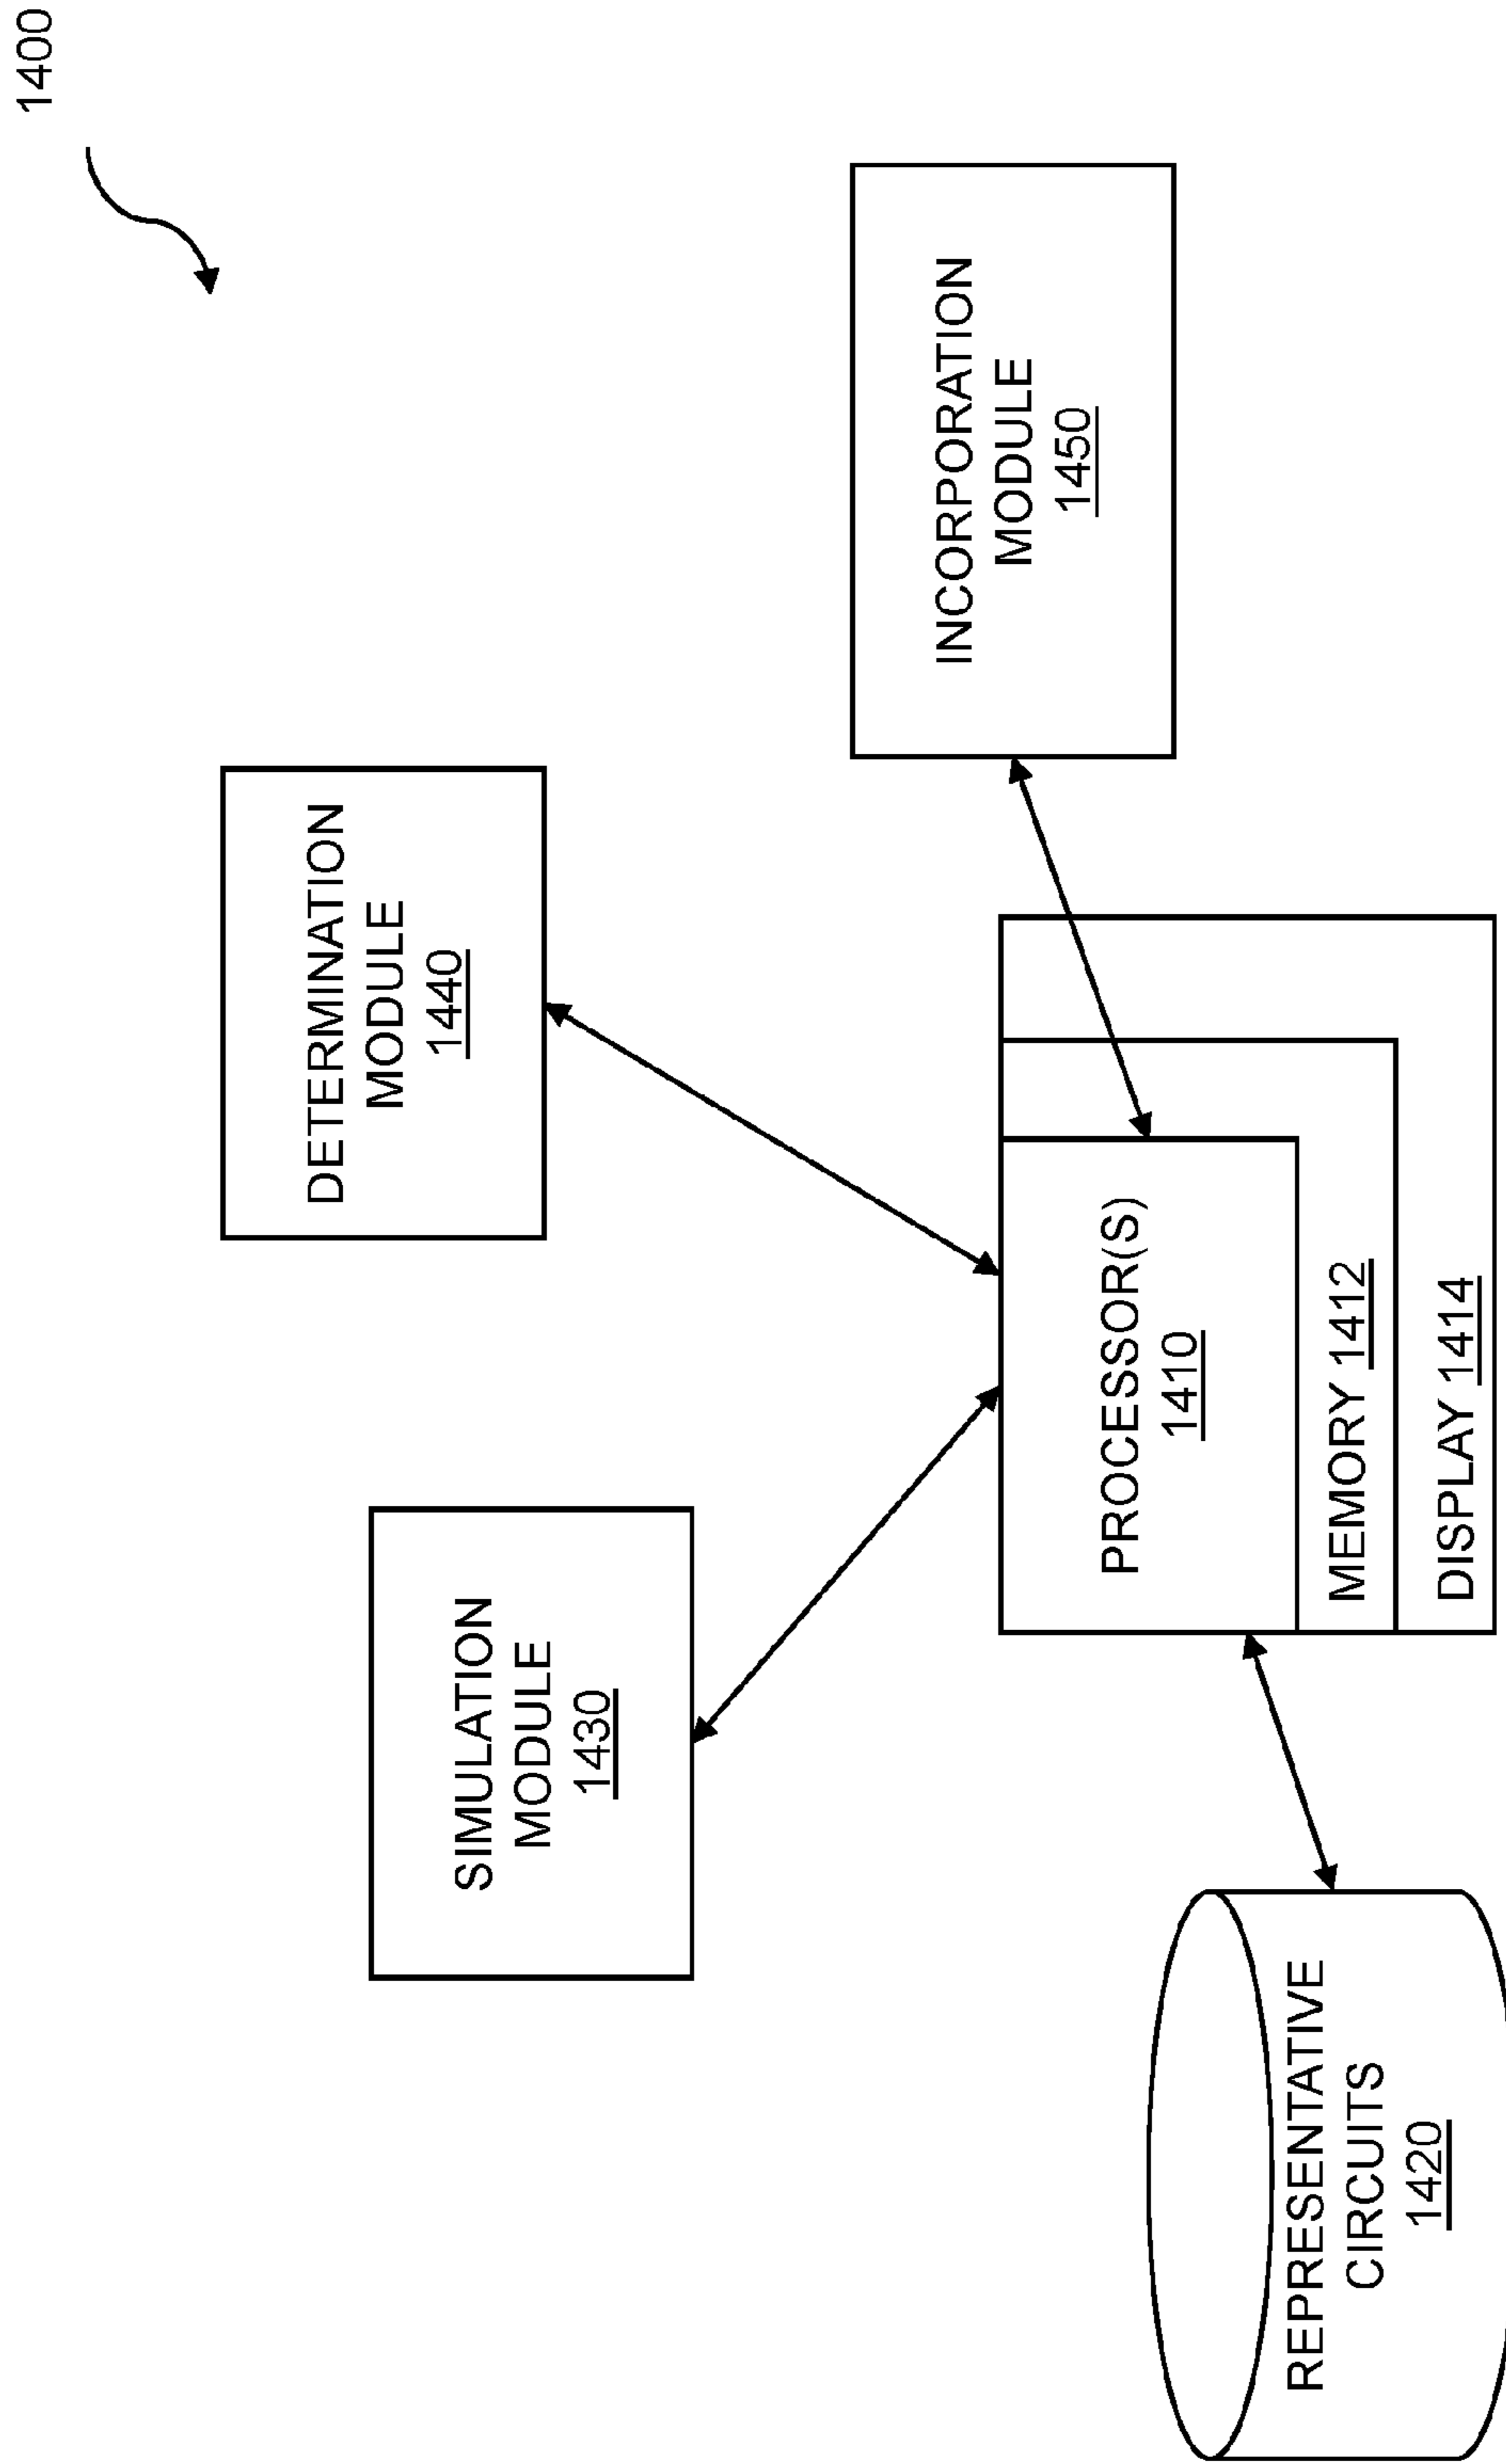 1400
DETERMINATION
MODULE
1440
SIMULATION
MODULE
1430
INCORPORATION
MODULE
1450
PROCESSOR(S)
1410
MEMORY 1412
DISPLAY 1414
REPRESENTATIVE
CIRCUITS
1420